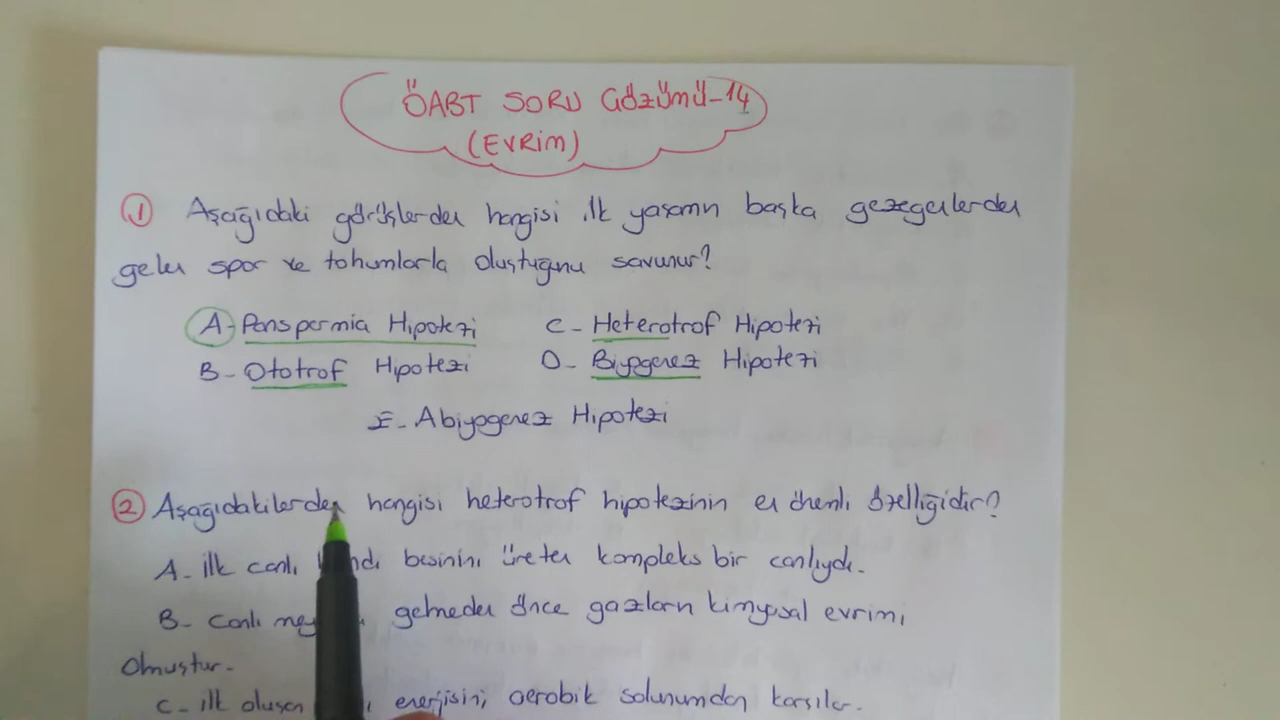 ÖABT SORU ÇÖZÜMÜ-14
(EVRİM)
1 Aşağıdaki görüşlerden hangisi ilk yaşamın başka gezegenlerden
gelen spor ve tohumlarla oluştuğunu savunur?
A- Panspermia Hipotezi C- Heterotrof Hipotezi
B- Ototrof Hipotezi D- Biyogenez Hipotezi
E- Abiyogenez Hipotezi
2 Aşağıdakilerden hangisi heterotrof hipotezinin en önemli özelliğidir?
A- ilk canlı besinini üreten kompleks bir canlıydı.
B- Canlı gelmeden önce gazların kimyasal evrimi
olmuştur-
C- ilk oluşan enerjisini aerobik solunumdan karşılar-